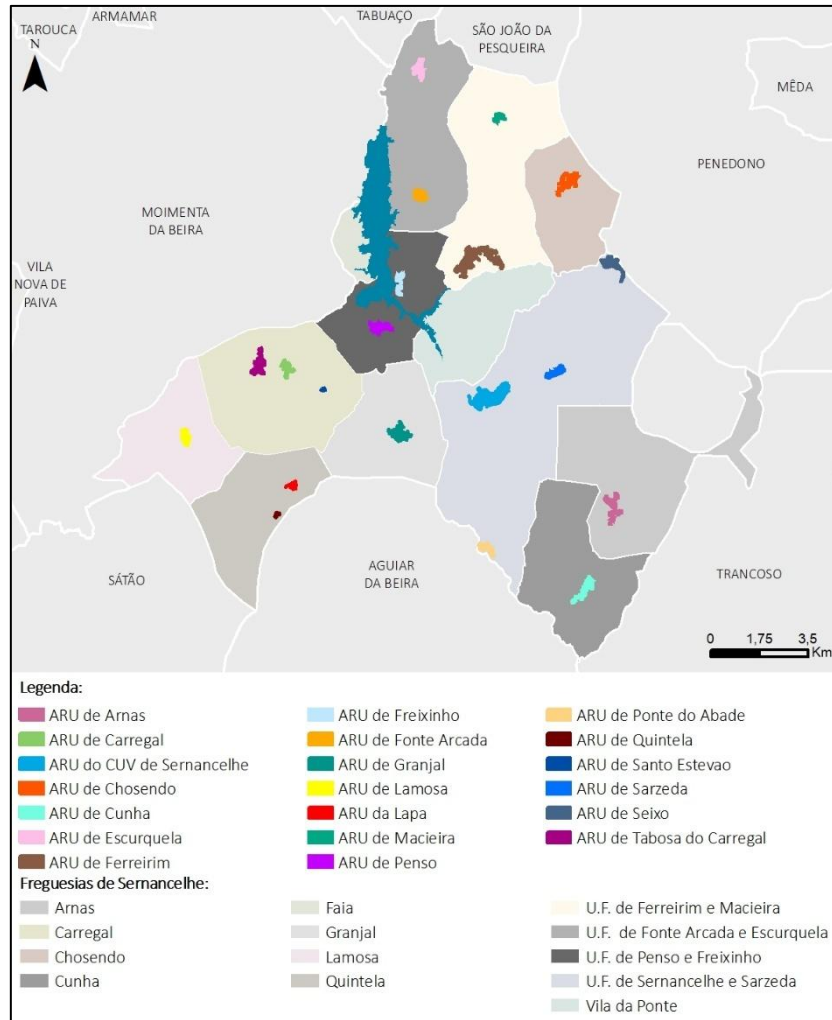 ARMAMAR
TABUAÇO
TAROUCA
SÃO JOÃO DA
PESQUEIRA
N
MÊDA
PENEDONO
MOIMENTA
DA BEIRA
VILA
NOVA DE
PAIVA
SÁTÃO
AGUIAR
DA BEIRA
TRANCOSO
0 1,75 3,5
Km
Legenda:
ARU de Arnas
ARU de Carregal
ARU do CUV de Sernancelhe
ARU de Chosendo
ARU de Cunha
ARU de Escurquela
ARU de Ferreirim
ARU de Freixinho
ARU de Fonte Arcada
ARU de Granjal
ARU de Lamosa
ARU da Lapa
ARU de Macieira
ARU de Penso
ARU de Ponte do Abade
ARU de Quintela
ARU de Santo Estevao
ARU de Sarzeda
ARU de Seixo
ARU de Tabosa do Carregal
Freguesias de Sernancelhe:
Arnas
Carregal
Chosendo
Cunha
Faia
Granjal
Lamosa
Quintela
U.F. de Ferreirim e Macieira
U.F. de Fonte Arcada e Escurquela
U.F. de Penso e Freixinho
U.F. de Sernancelhe e Sarzeda
Vila da Ponte